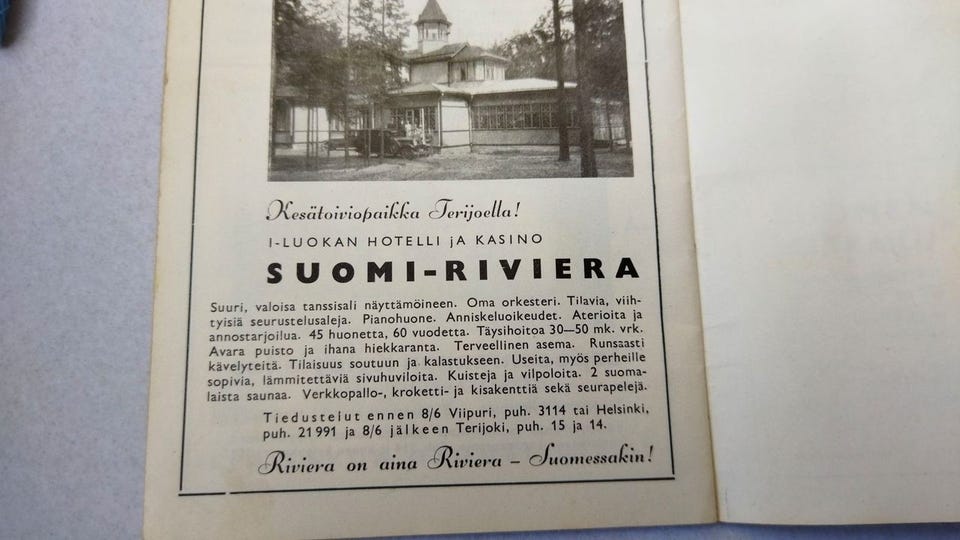 Kesätoiviopaikka Terijoella!
I-LUOKAN HOTELLI jA KASINO
SUOMI-RIVIERA
Suuri, valoisa tanssisali näyttämöineen. Oma orkesteri. Tilavia, viih-
tyisiä seurustelusaleja. Pianohuone. Anniskeluoikeudet. Aterioita ja
annostarjoilua. 45 huonetta, 60 vuodetta. Täysihoitoa 30—50 mk. vrk.
Avara puisto ja ihana hiekkaranta. Terveellinen asema. Runsaasti
kävelyteitä. Tilaisuus soutuun ja kalastukseen. Useita, myös perheille
sopivia, lämmitettäviä sivuhuviloita. Kuisteja ja vilpoloita. 2 suoma-
laista saunaa. Verkkopallo-, kroketti- ja kisakenttiä sekä seurapelejä.
Tiedustelut ennen 8/6 Viipuri, puh. 3114 tai Helsinki,
puh. 21 991 ja 8/6 jälkeen Terijoki, puh. 15 ja 14.
Riviera on aina Riviera – Suomessakin!